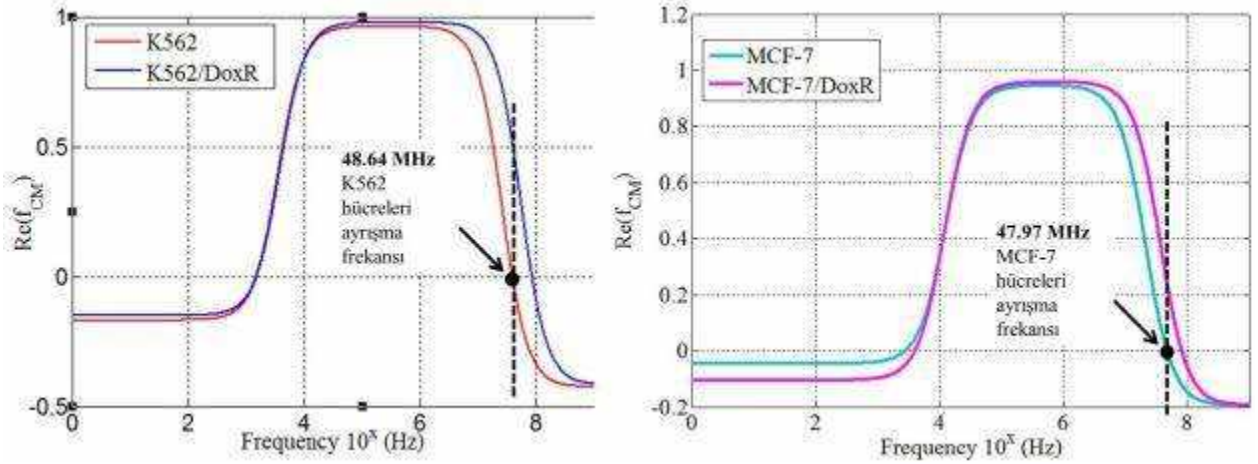 1
0.5
0
-0.5
Re(f_CM)
K562
K562/DoxR
48.64 MHz
K562
hücreleri
ayrışma
frekansı
0 2 4 6 8
Frequency 10^X (Hz)
1.2
1
0.8
0.6
0.4
0.2
0
-0.2
Re(f_CM)
MCF-7
MCF-7/DoxR
47.97 MHz
MCF-7
hücreleri
ayrışma
frekansı
0 2 4 6 8
Frequency 10^X (Hz)